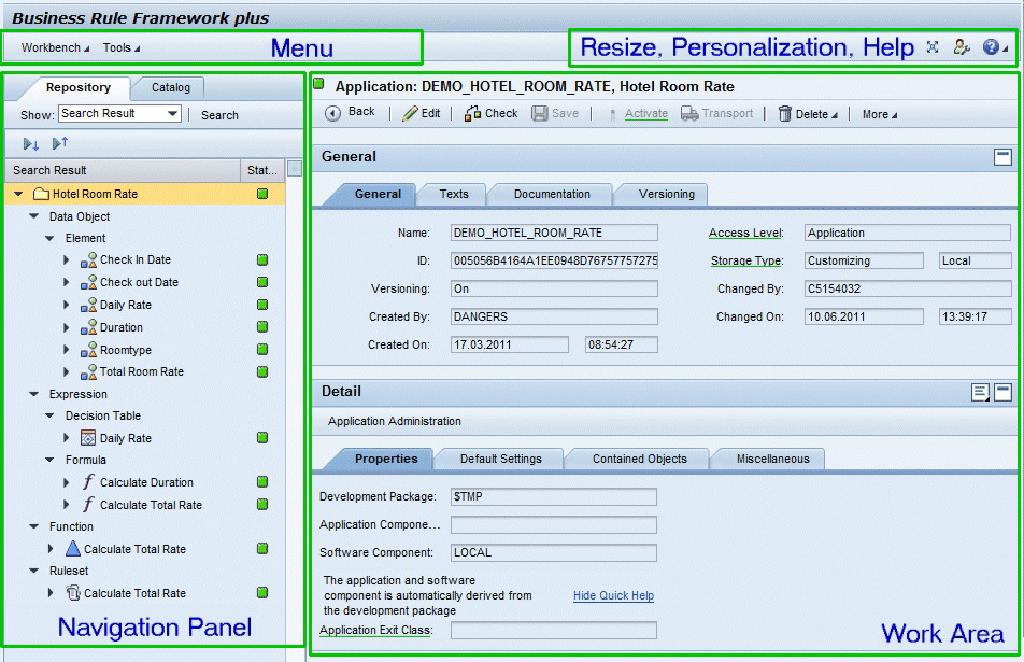 Business Rule Framework plus
Workbench Tools Menu
Resize, Personalization, Help
Repository Catalog
Show: Search Result Search
Search Result Stat...
Hotel Room Rate
Data Object
Element
Check In Date
Check out Date
Daily Rate
Duration
Roomtype
Total Room Rate
Expression
Decision Table
Daily Rate
Formula
Calculate Duration
Calculate Total Rate
Function
Calculate Total Rate
Ruleset
Calculate Total Rate
Navigation Panel
Application: DEMO_HOTEL_ROOM_RATE, Hotel Room Rate
Back Edit Check Save Activate Transport Delete More
General
General Texts Documentation Versioning
Name: DEMO_HOTEL_ROOM_RATE Access Level: Application
ID: 005056B4164A1EE0948D76757757275 Storage Type: Customizing Local
Versioning: On Changed By: C5154032
Created By: DANGERS Changed On: 10.06.2011 13:39:17
Created On: 17.03.2011 08:54:27
Detail
Application Administration
Properties Default Settings Contained Objects Miscellaneous
Development Package: $TMP
Application Compone...
Software Component: LOCAL
The application and software
component is automatically derived from Hide Quick Help
the development package
Application Exit Class:
Work Area